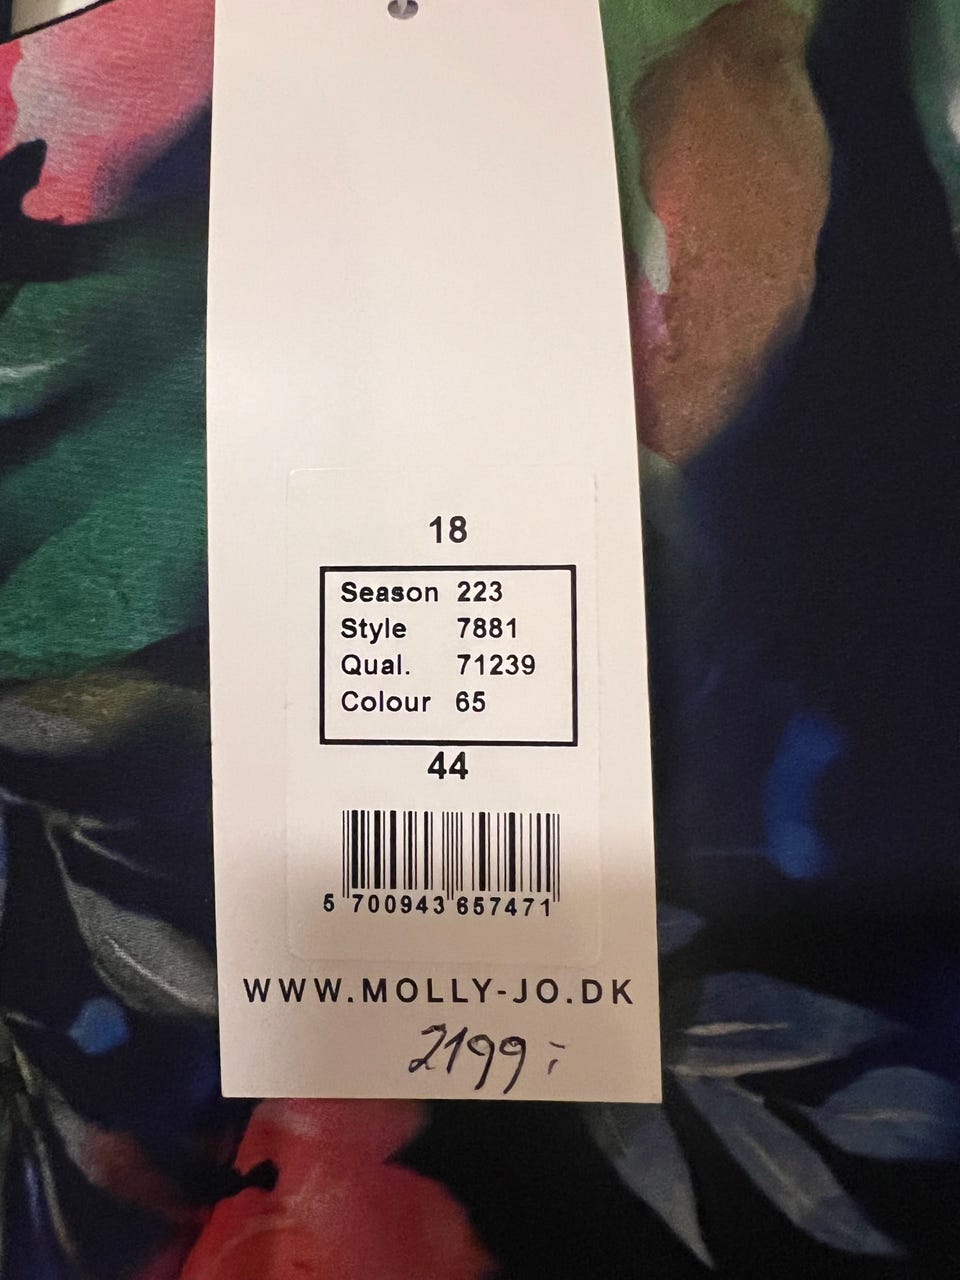 18
Season 223
Style 7881
Qual. 71239
Colour 65
44
5 700943 657471
WWW.MOLLY-JO.DK
2199;-